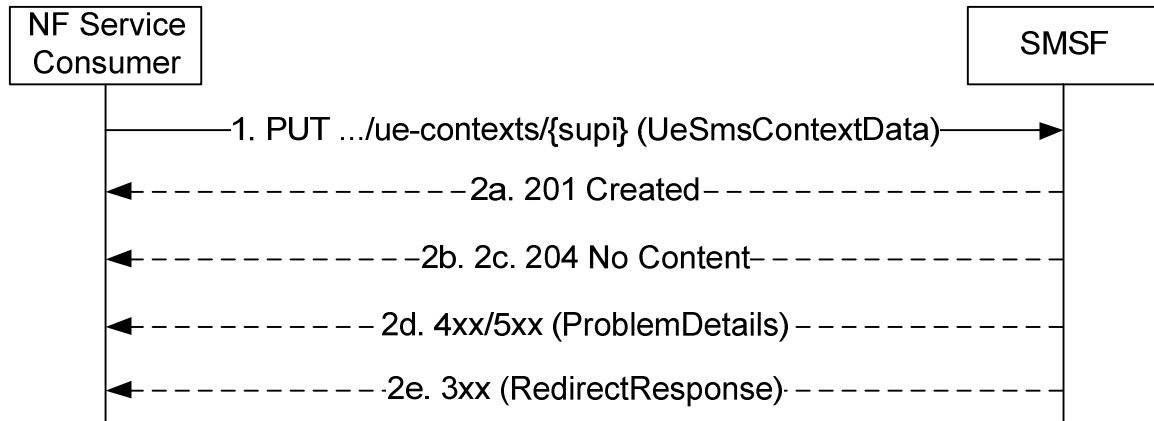 NF Service
Consumer
SMSF
1. PUT .../ue-contexts/{supi} (UeSmsContextData)
2a. 201 Created
2b. 2c. 204 No Content
2d. 4xx/5xx (ProblemDetails)
2e. 3xx (RedirectResponse)